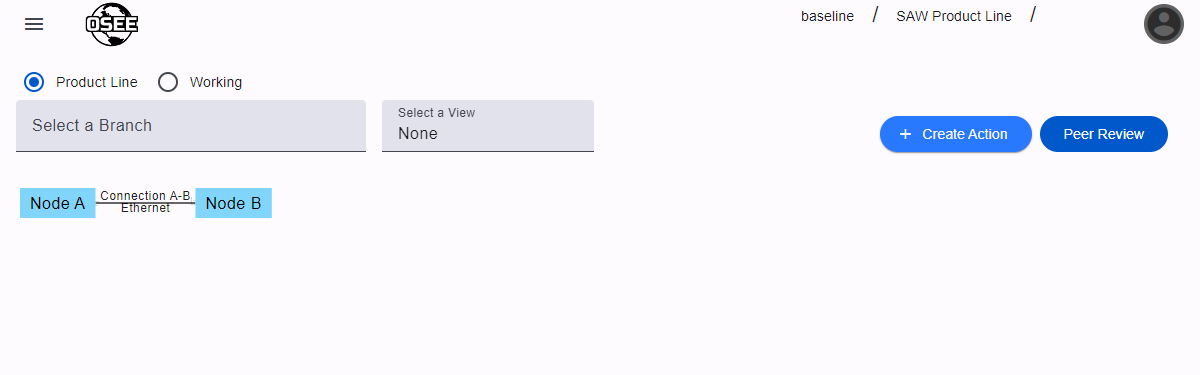 OSEE
baseline / SAW Product Line /
Product Line Working
Select a Branch
Select a View
None
+ Create Action
Peer Review
Node A
Connection A-B
Ethernet
Node B